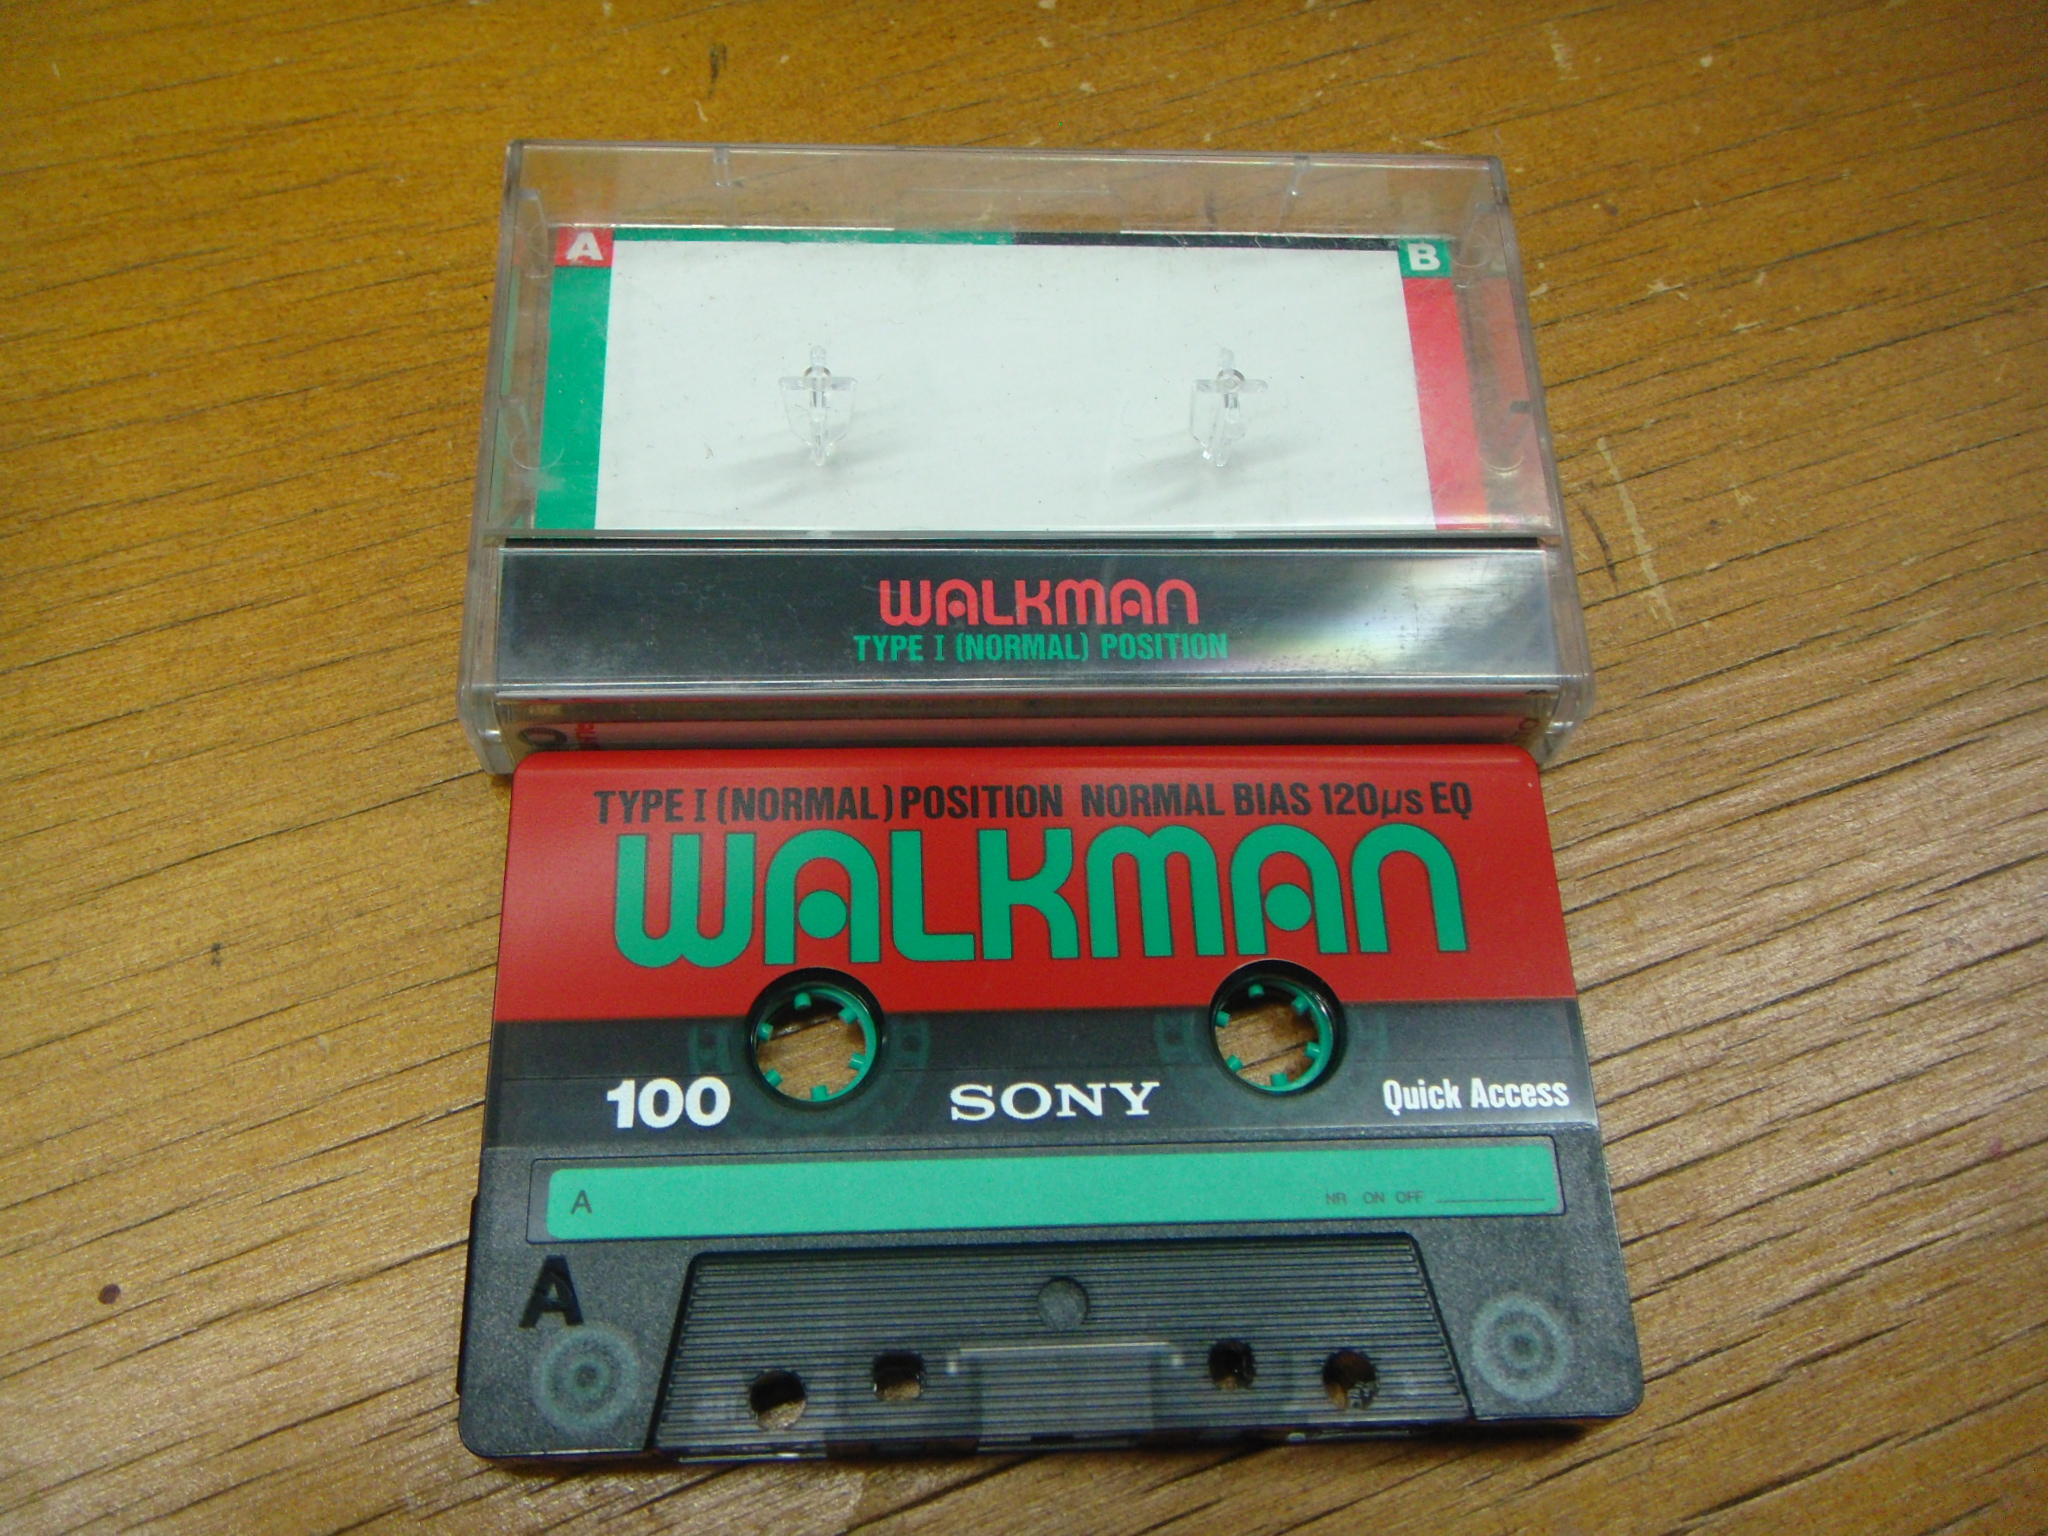 A
B
WALKMAN
TYPE I (NORMAL) POSITION
TYPE I (NORMAL) POSITION NORMAL BIAS 120µs EQ
WALKMAN
100
SONY
Quick Access
A
NR ON OFF
A